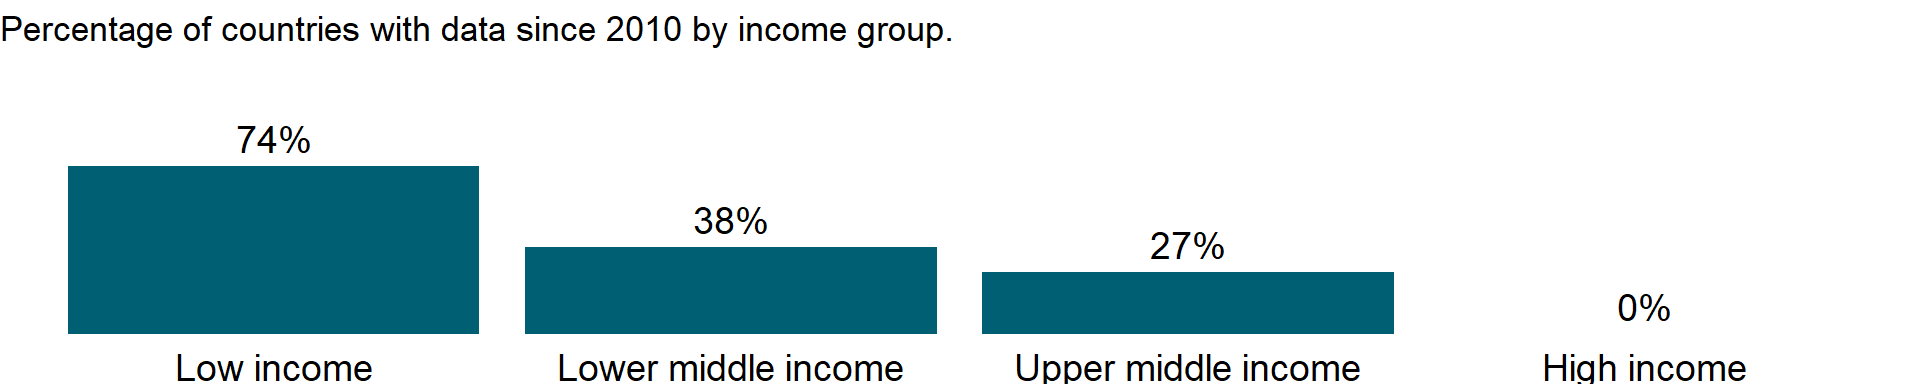 Percentage of countries with data since 2010 by income group.
74%
38%
27%
0%
Low income
Lower middle income
Upper middle income
High income